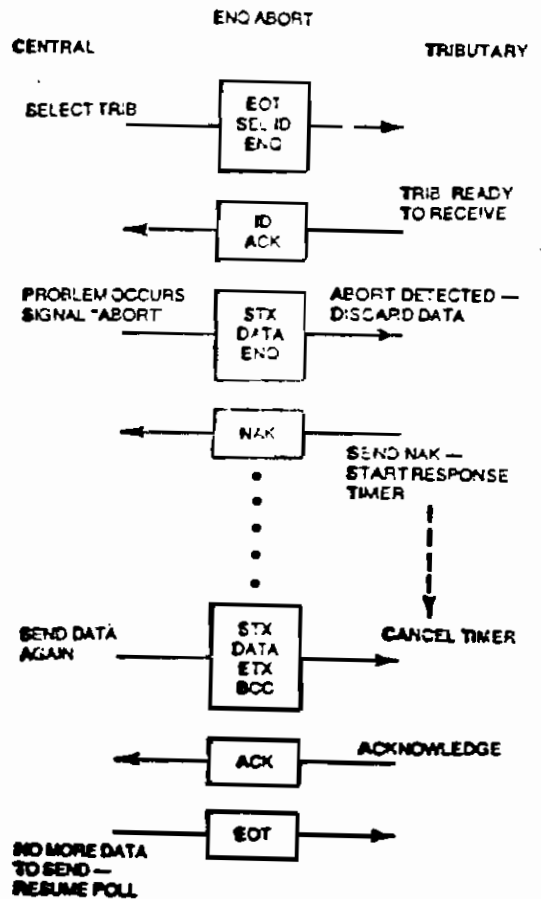 ENQ ABORT
CENTRAL
TRIBUTARY
SELECT TRIB
EOT
SEL ID
ENQ
TRIB READY
TO RECEIVE
ID
ACK
PROBLEM OCCURS
SIGNAL "ABORT"
STX
DATA
ENQ
ABORT DETECTED —
DISCARD DATA
NAK
SEND NAK —
START RESPONSE
TIMER
SEND DATA
AGAIN
STX
DATA
ETX
BCC
CANCEL TIMER
ACK
ACKNOWLEDGE
EOT
NO MORE DATA
TO SEND —
RESUME POLL